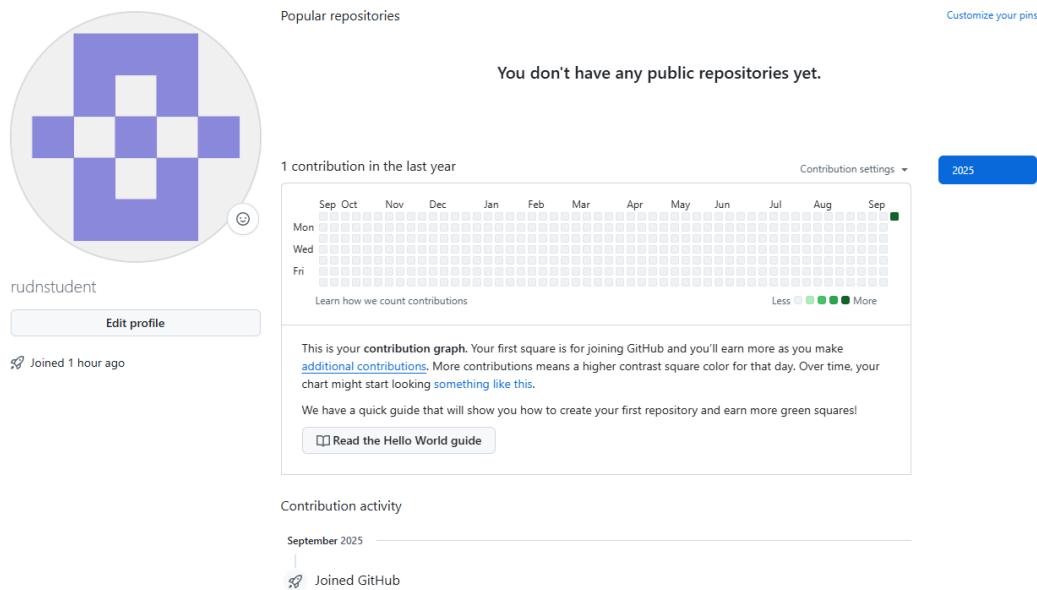 Popular repositories
Customize your pins
You don't have any public repositories yet.
1 contribution in the last year
Contribution settings
2025
Sep Oct Nov Dec Jan Feb Mar Apr May Jun Jul Aug Sep
Mon
Wed
Fri
Learn how we count contributions
Less More
rudnstudent
Edit profile
Joined 1 hour ago
This is your contribution graph. Your first square is for joining GitHub and you'll earn more as you make
additional contributions. More contributions means a higher contrast square color for that day. Over time, your
chart might start looking something like this.
We have a quick guide that will show you how to create your first repository and earn more green squares!
Read the Hello World guide
Contribution activity
September 2025
Joined GitHub